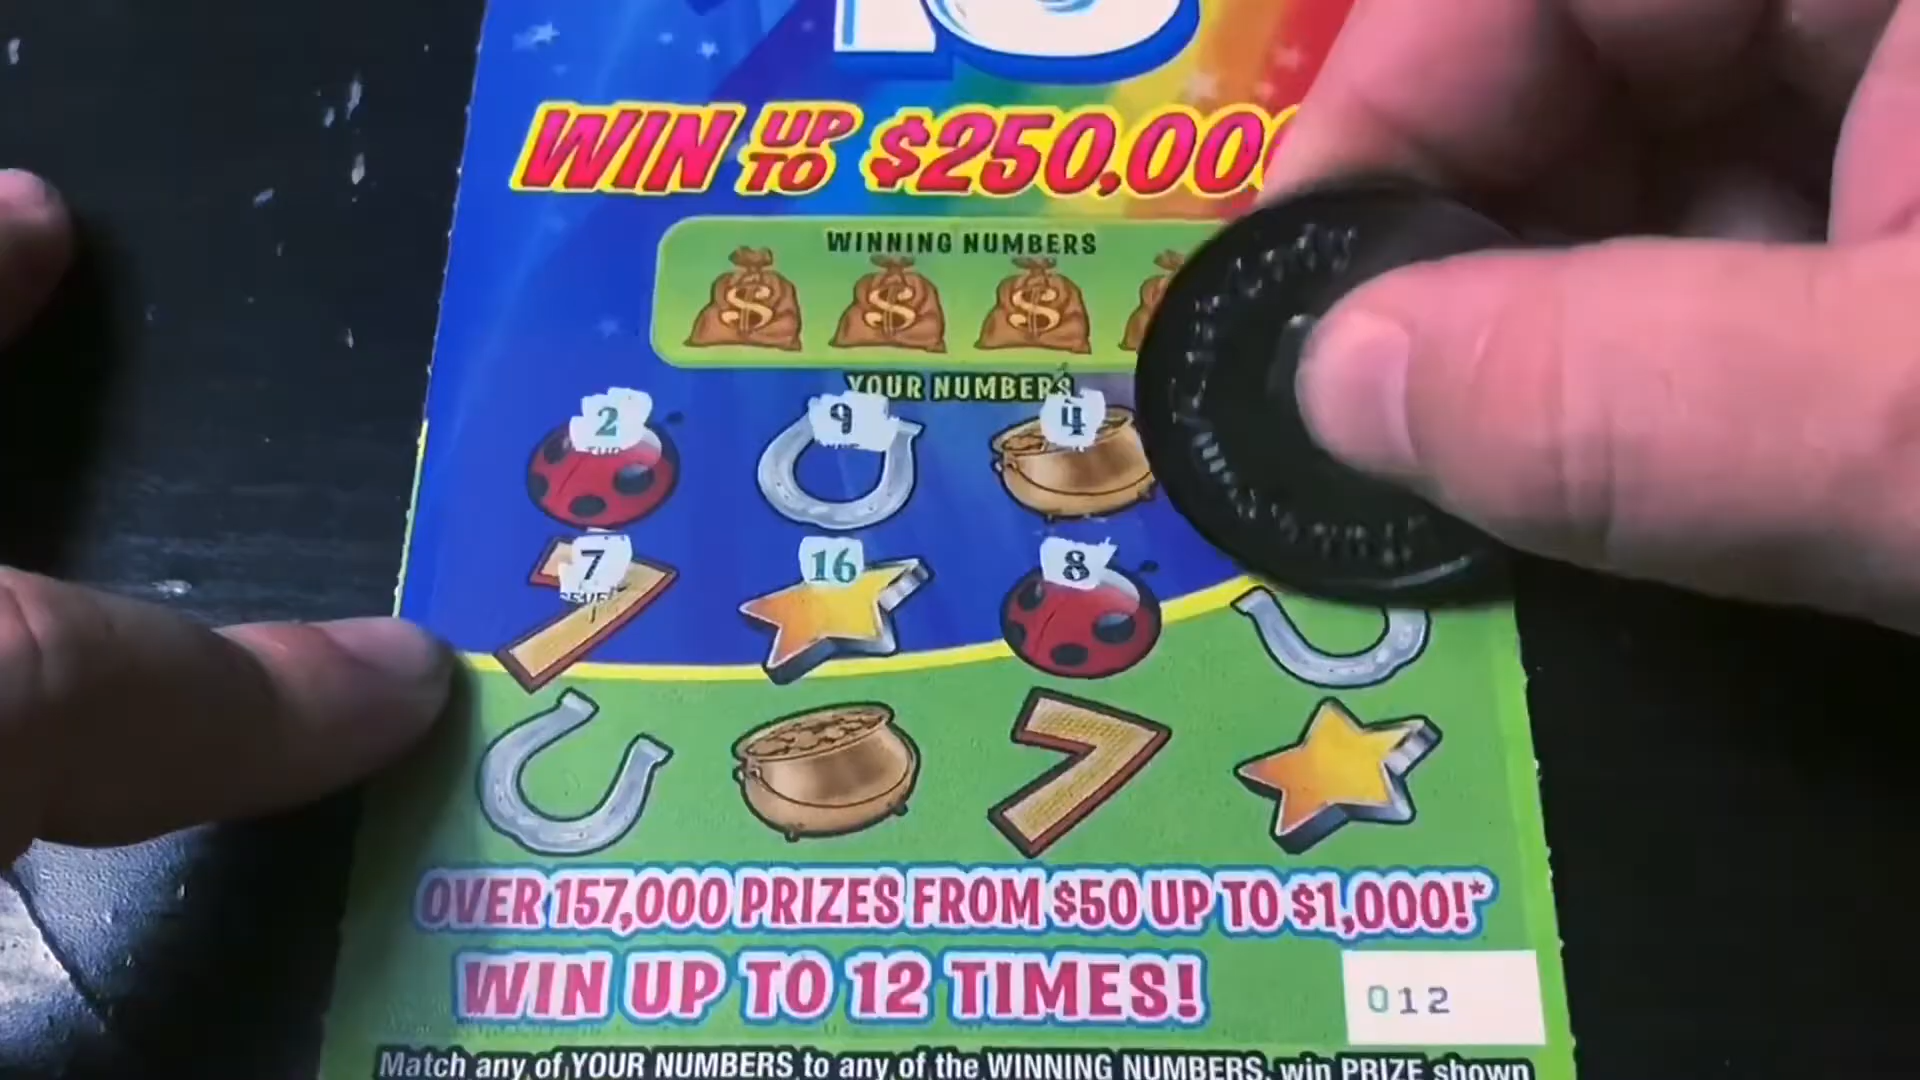 WIN UP TO $250,00
WINNING NUMBERS
$ $ $
YOUR NUMBERS
2 9 4
7 16 8
7
OVER 157,000 PRIZES FROM $50 UP TO $1,000!*
WIN UP TO 12 TIMES!
012
Match any of YOUR NUMBERS to any of the WINNING NUMBERS, win PRIZE shown